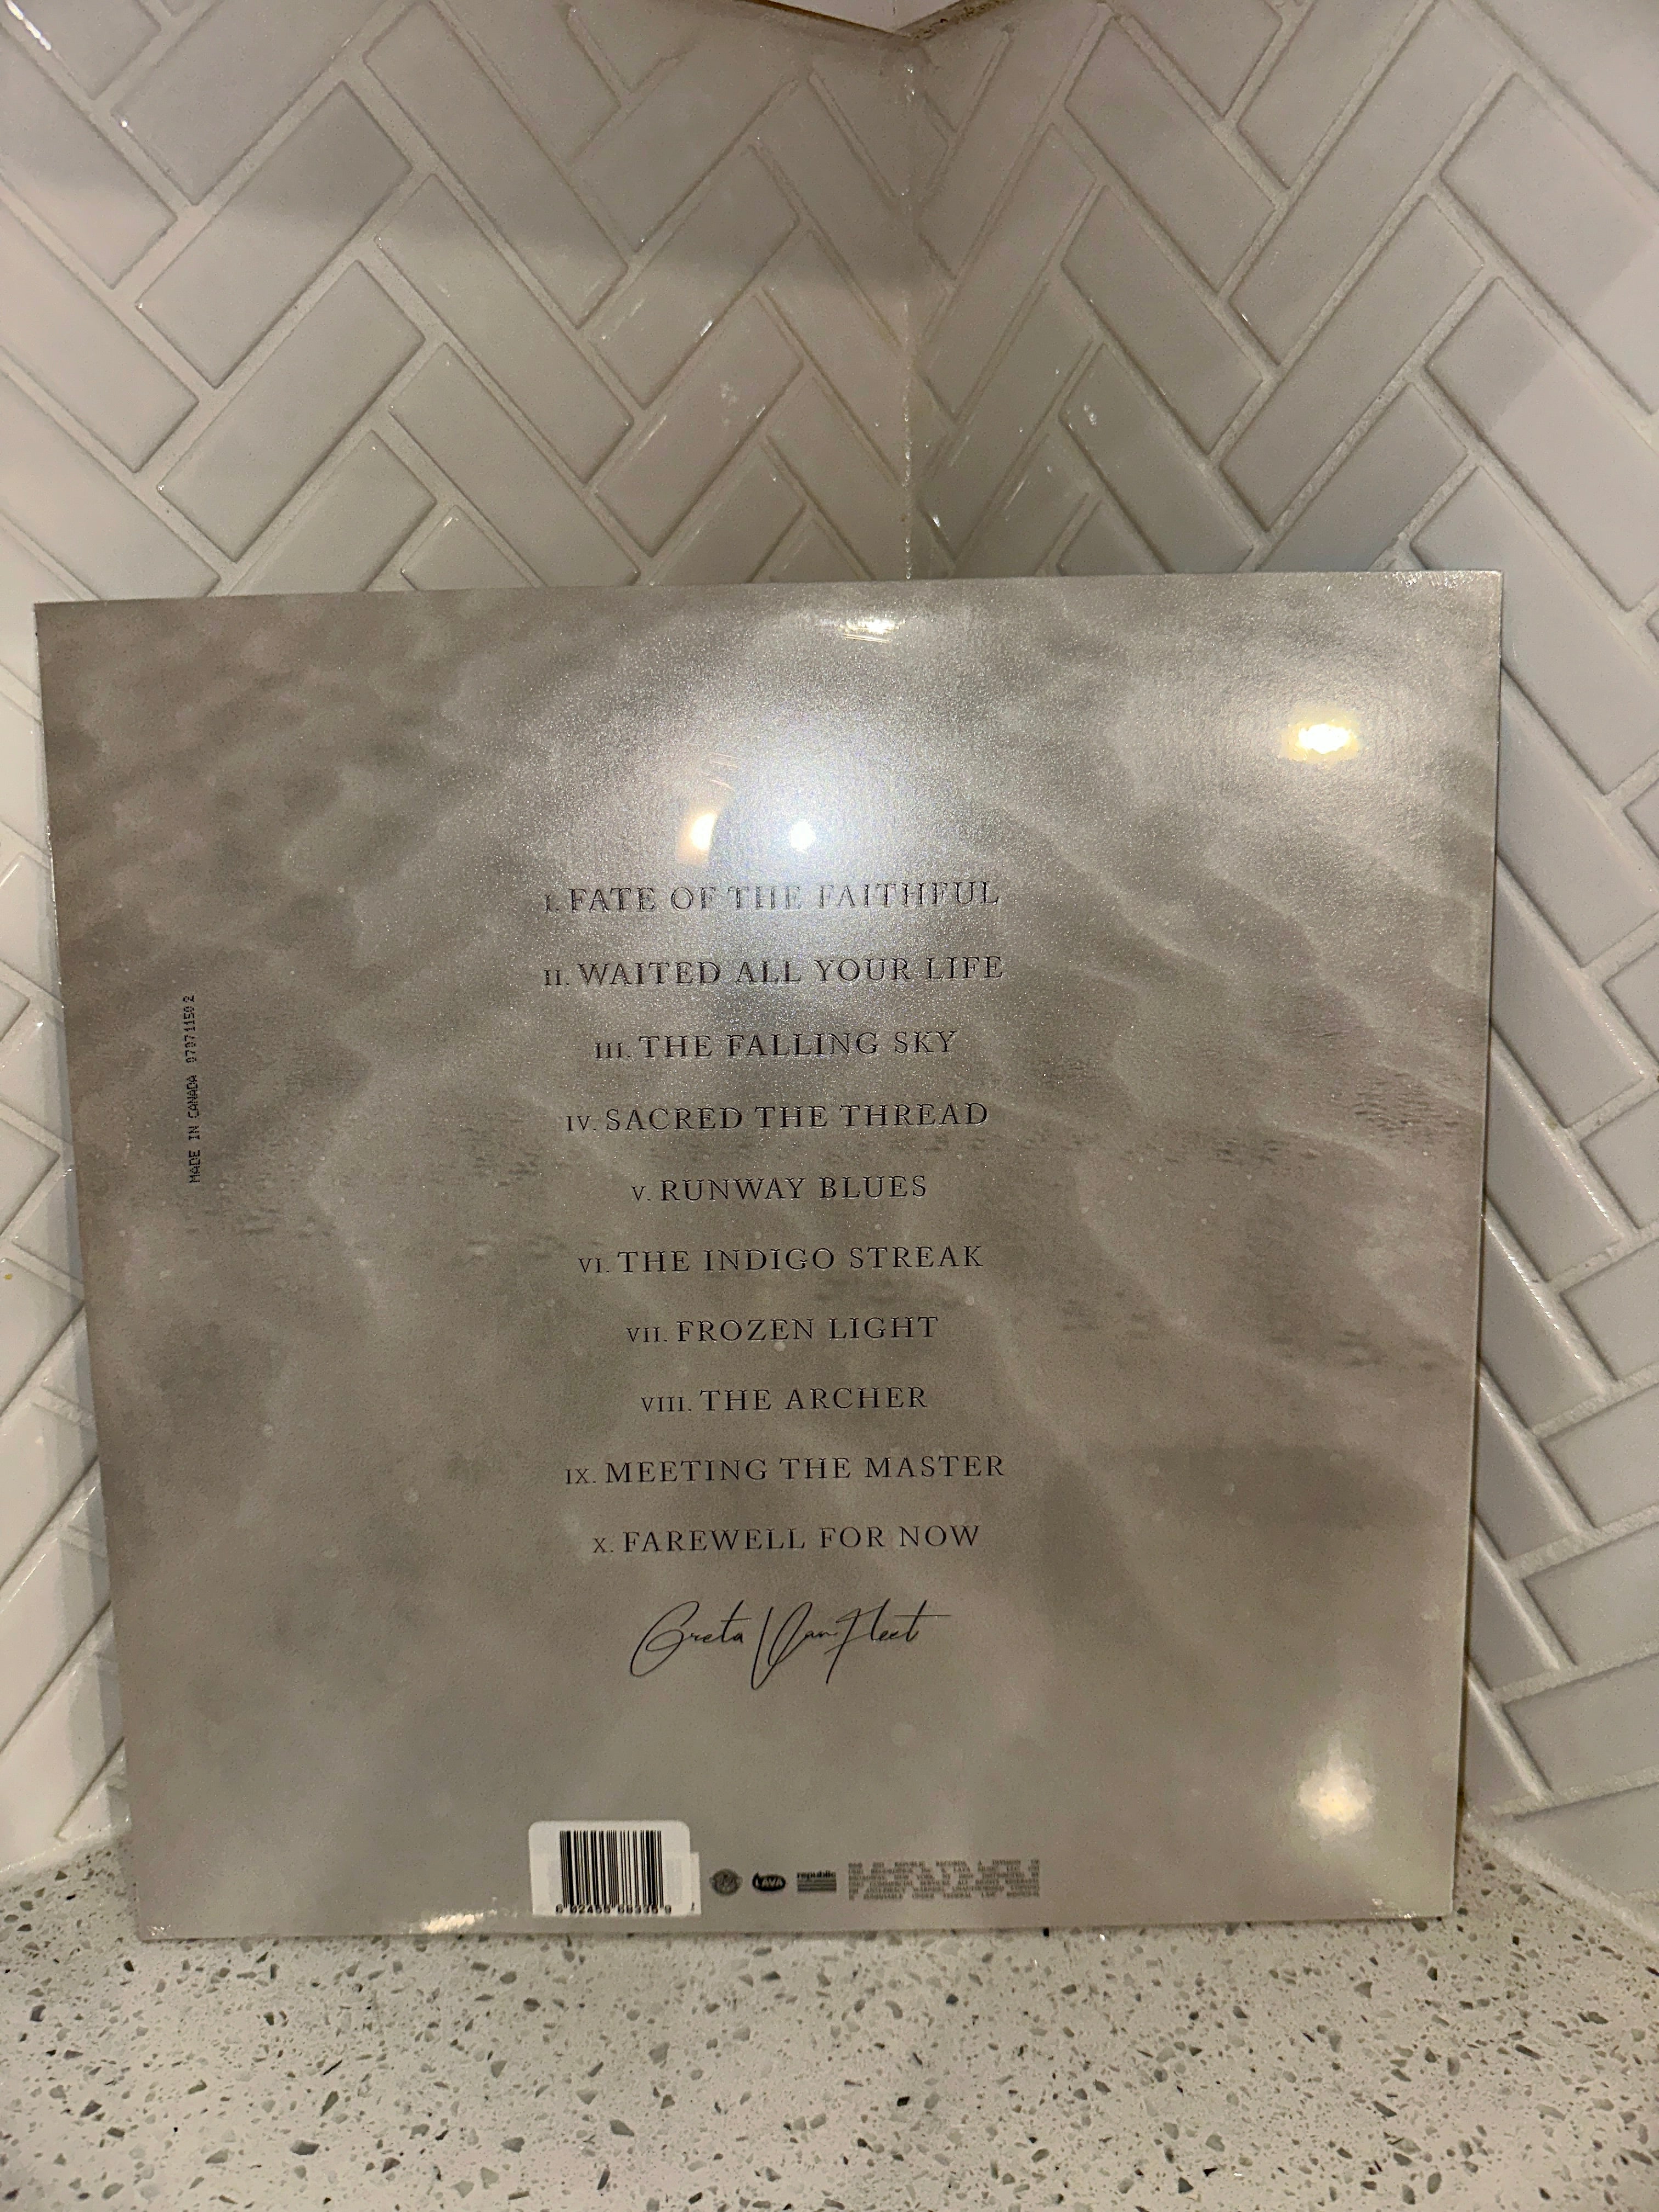 I. FATE OF THE FAITHFUL
II. WAITED ALL YOUR LIFE
III. THE FALLING SKY
IV. SACRED THE THREAD
V. RUNWAY BLUES
VI. THE INDIGO STREAK
VII. FROZEN LIGHT
VIII. THE ARCHER
IX. MEETING THE MASTER
X. FAREWELL FOR NOW
Greta Van Fleet
MADE IN CANADA
LAVA
republic